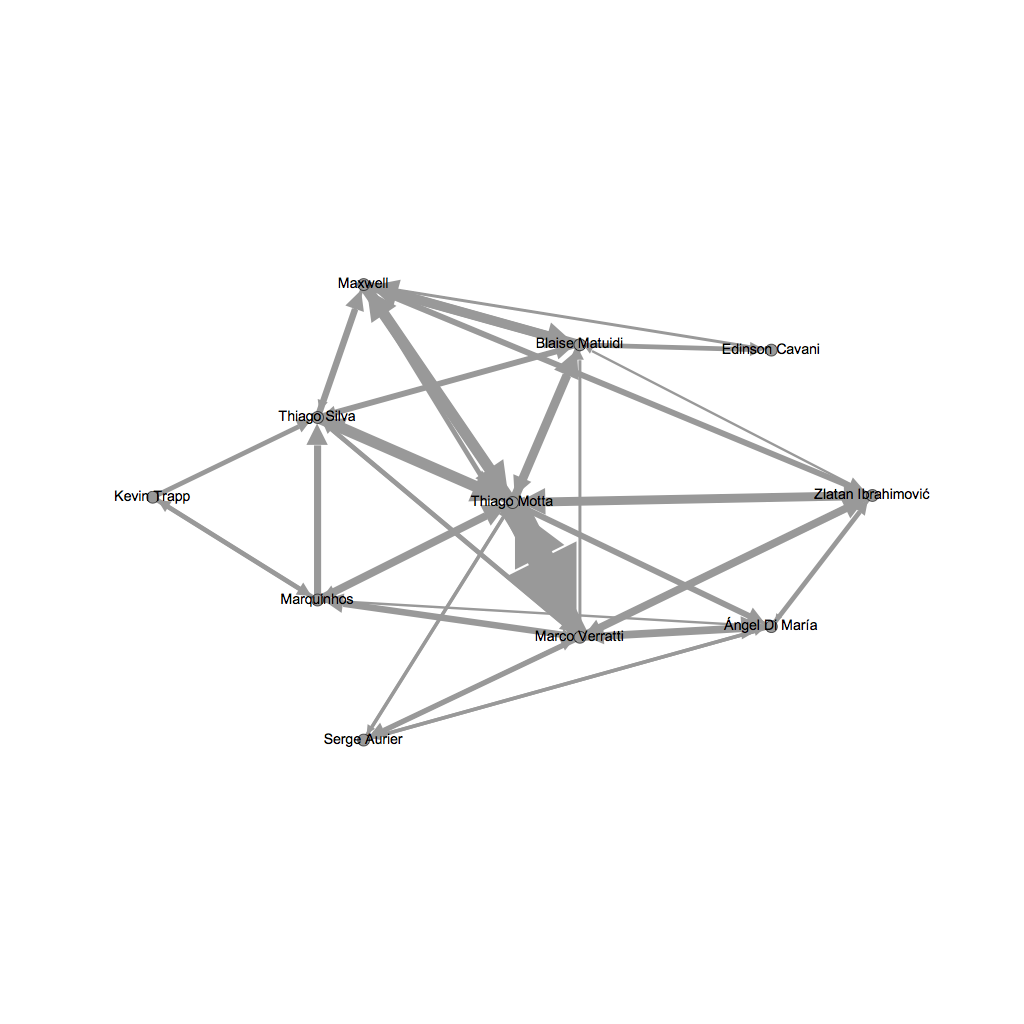 Maxwell
Blaise Matuidi
Edinson Cavani
Thiago Silva
Kevin Trapp
Thiago Motta
Zlatan Ibrahimović
Marquinhos
Marco Verratti
Ángel Di María
Serge Aurier